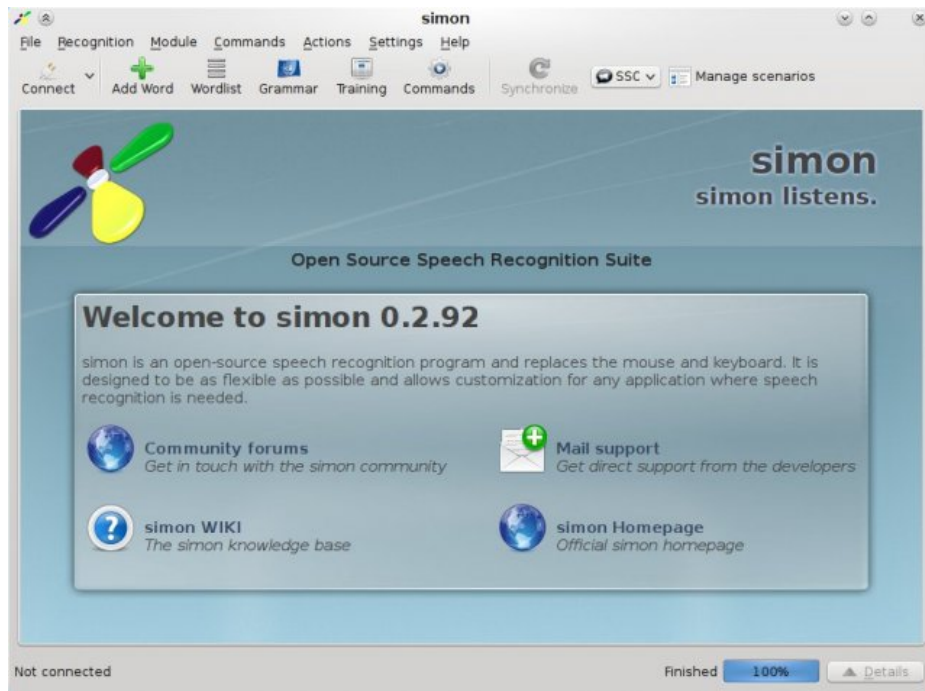 simon
File Recognition Module Commands Actions Settings Help
Connect Add Word Wordlist Grammar Training Commands Synchronize SSC Manage scenarios
simon
simon listens.
Open Source Speech Recognition Suite
Welcome to simon 0.2.92
simon is an open-source speech recognition program and replaces the mouse and keyboard. It is
designed to be as flexible as possible and allows customization for any application where speech
recognition is needed.
Community forums
Get in touch with the simon community
Mail support
Get direct support from the developers
simon WIKI
The simon knowledge base
simon Homepage
Official simon homepage
Not connected Finished 100% Details